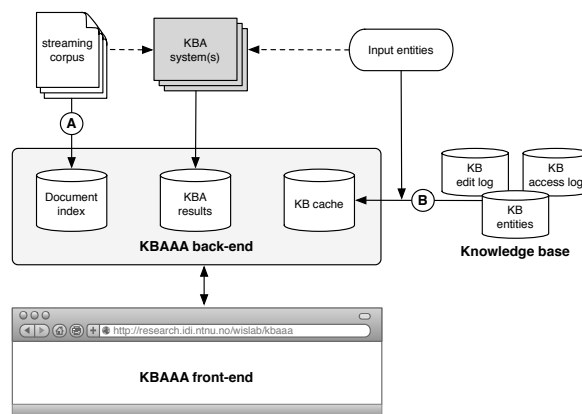 streaming
corpus
KBA
system(s)
Input entities
A
Document
index
KBA
results
KB cache
KBAAA back-end
B
KB
edit log
KB
access log
KB
entities
Knowledge base
http://research.idi.ntnu.no/wislab/kbaaa
KBAAA front-end